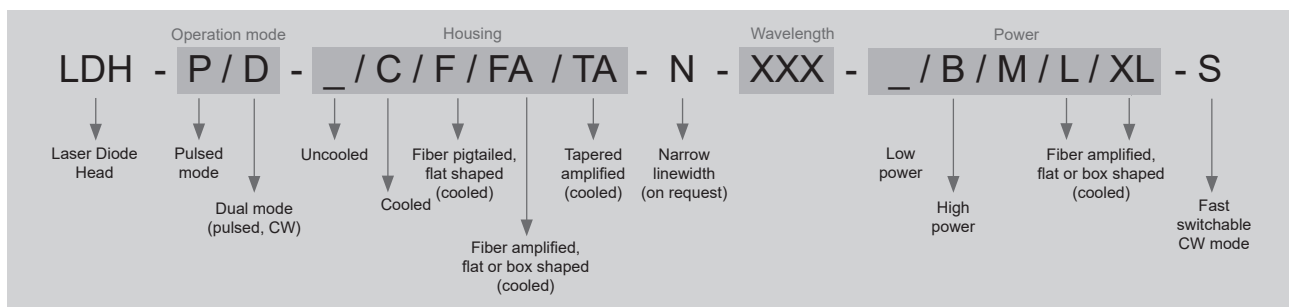 Operation mode
Housing
Wavelength
Power
LDH - P / D - _ / C / F / FA / TA - N - XXX - _ / B / M / L / XL - S
Laser Diode
Head
Pulsed
mode
Dual mode
(pulsed, CW)
Uncooled
Cooled
Fiber pigtailed,
flat shaped
(cooled)
Fiber amplified,
flat or box shaped
(cooled)
Tapered
amplified
(cooled)
Narrow
linewidth
(on request)
Low
power
High
power
Fiber amplified,
flat or box shaped
(cooled)
Fast
switchable
CW mode